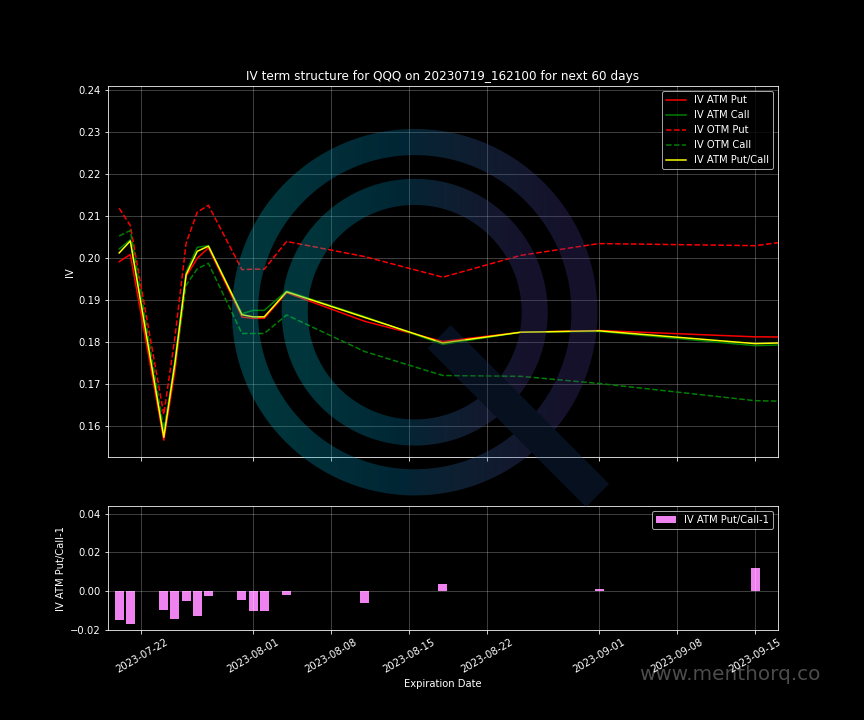 IV term structure for QQQ on 20230719_162100 for next 60 days
IV ATM Put
IV ATM Call
IV OTM Put
IV OTM Call
IV ATM Put/Call
0.24
0.23
0.22
0.21
0.20
0.19
0.18
0.17
0.16
IV
IV ATM Put/Call-1
0.04
0.02
0.00
−0.02
IV ATM Put/Call-1
2023-07-22
2023-08-01
2023-08-08
2023-08-15
2023-08-22
2023-09-01
2023-09-08
2023-09-15
Expiration Date
www.menthorq.co